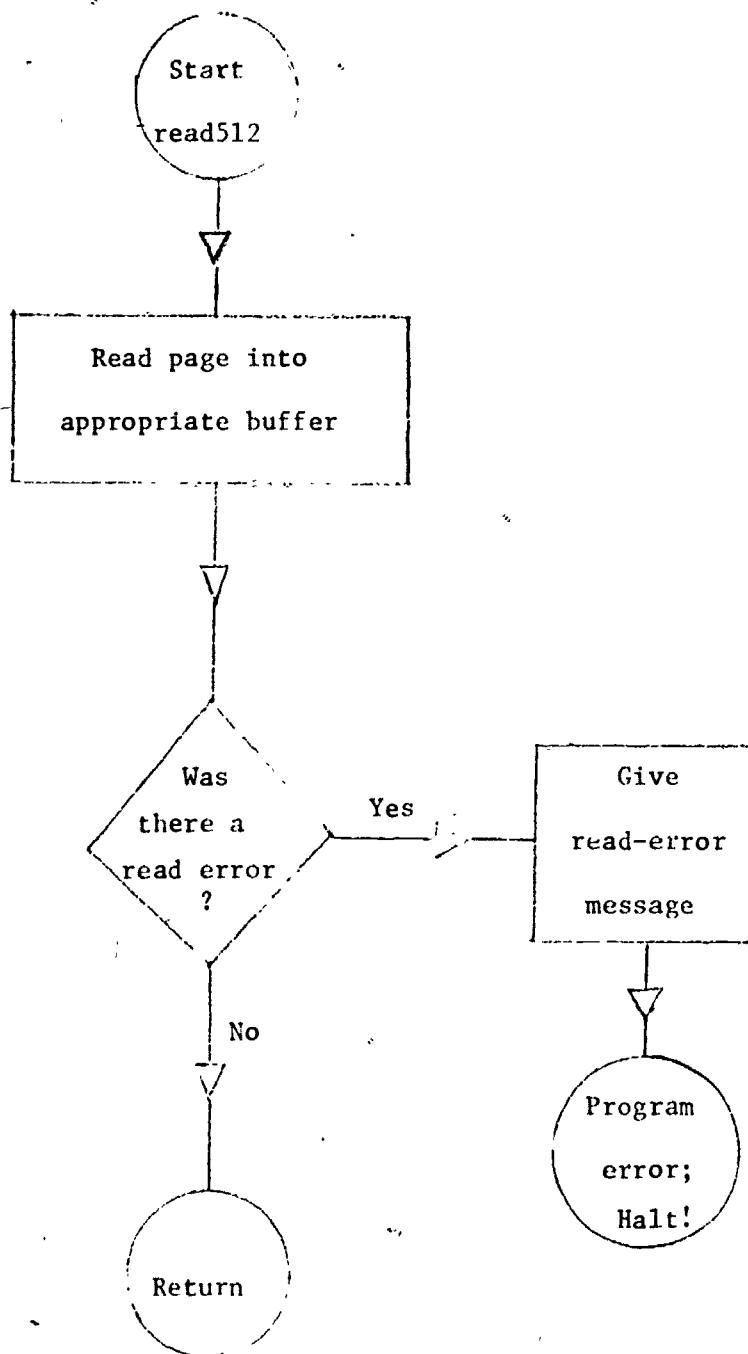 Start
read512
Read page into
appropriate buffer
Was
there a
read error
?
Yes
Give
read-error
message
No
Program
error;
Halt!
Return